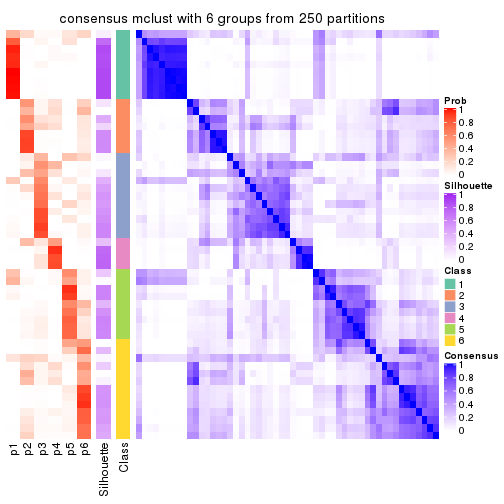 consensus mclust with 6 groups from 250 partitions
Prob
1
0.8
0.6
0.4
0.2
0
Silhouette
1
0.8
0.6
0.4
0.2
0
Class
1
2
3
4
5
6
Consensus
1
0.8
0.6
0.4
0.2
0
p1
p2
p3
p4
p5
p6
Silhouette
Class